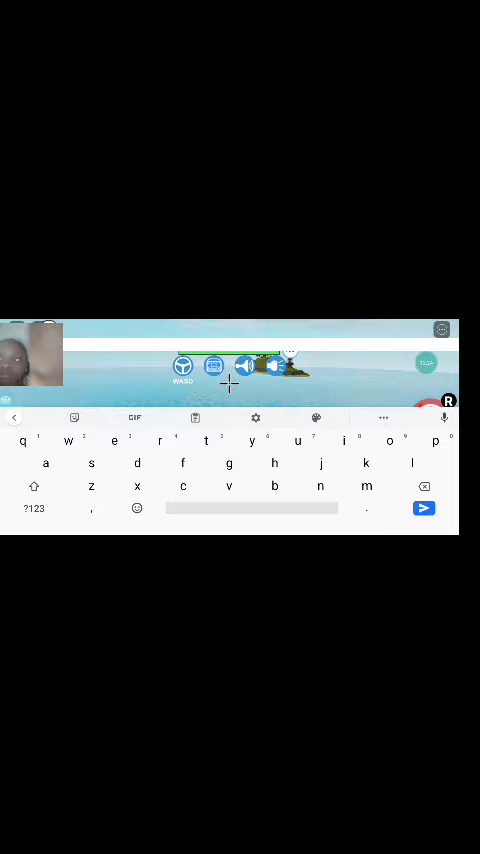 WASD
R
GIF
q 1 w 2 e 3 r 4 t 5 y 6 u 7 i 8 o 9 p 0
a s d f g h j k l
z x c v b n m
?123 , .